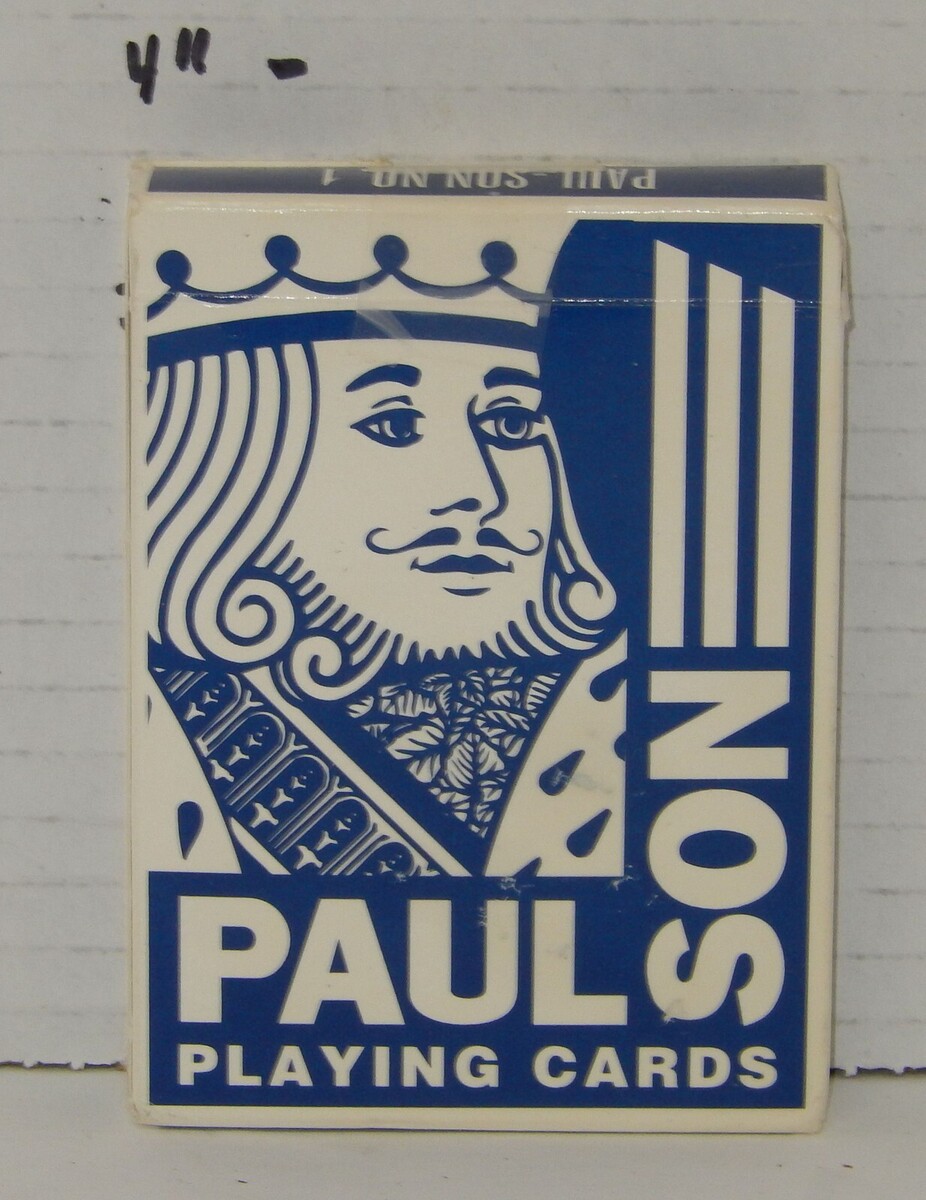 4" -
PAUL-SON NO. 1
PAUL
SON
PLAYING CARDS